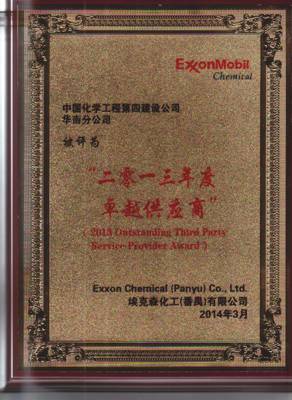 ExxonMobil
Chemical
中国化学工程第四建设公司
华南分公司
被评为
“二零一三年度
卓越供应商”
( 2013 Outstanding Third Party
Service Provider Award )
Exxon Chemical (Panyu) Co., Ltd.
埃克森化工(番禺)有限公司
2014年3月